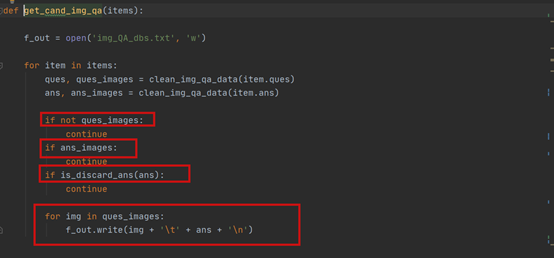 def get_cand_img_qa(items):
f_out = open('img_QA_dbs.txt', 'w')
for item in items:
ques, ques_images = clean_img_qa_data(item.ques)
ans, ans_images = clean_img_qa_data(item.ans)
if not ques_images:
continue
if ans_images:
continue
if is_discard_ans(ans):
continue
for img in ques_images:
f_out.write(img + '\t' + ans + '\n')